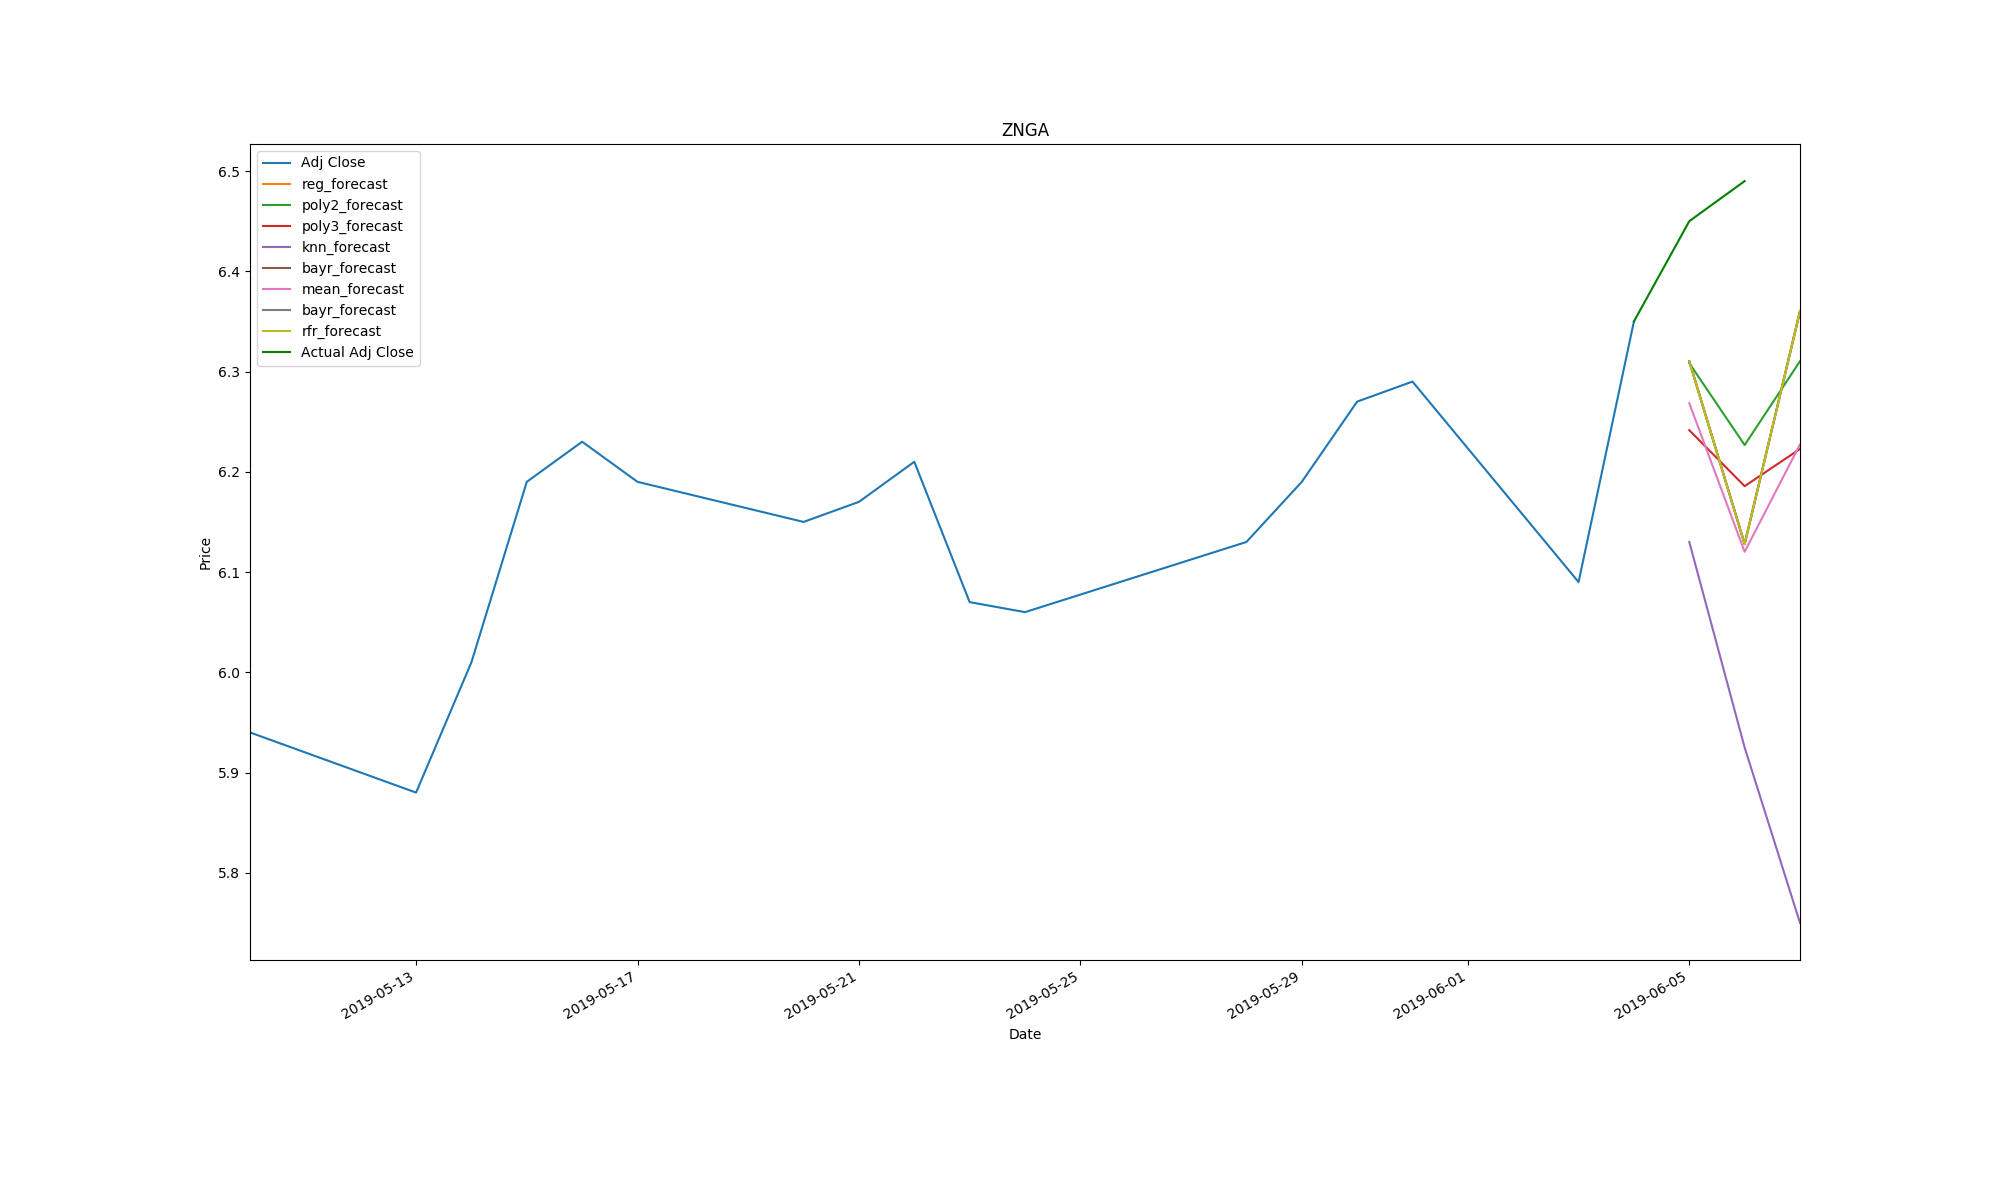 ZNGA
Adj Close
reg_forecast
poly2_forecast
poly3_forecast
knn_forecast
bayr_forecast
mean_forecast
bayr_forecast
rfr_forecast
Actual Adj Close
6.5
6.4
6.3
6.2
6.1
6.0
5.9
5.8
Price
2019-05-13
2019-05-17
2019-05-21
2019-05-25
2019-05-29
2019-06-01
2019-06-05
Date